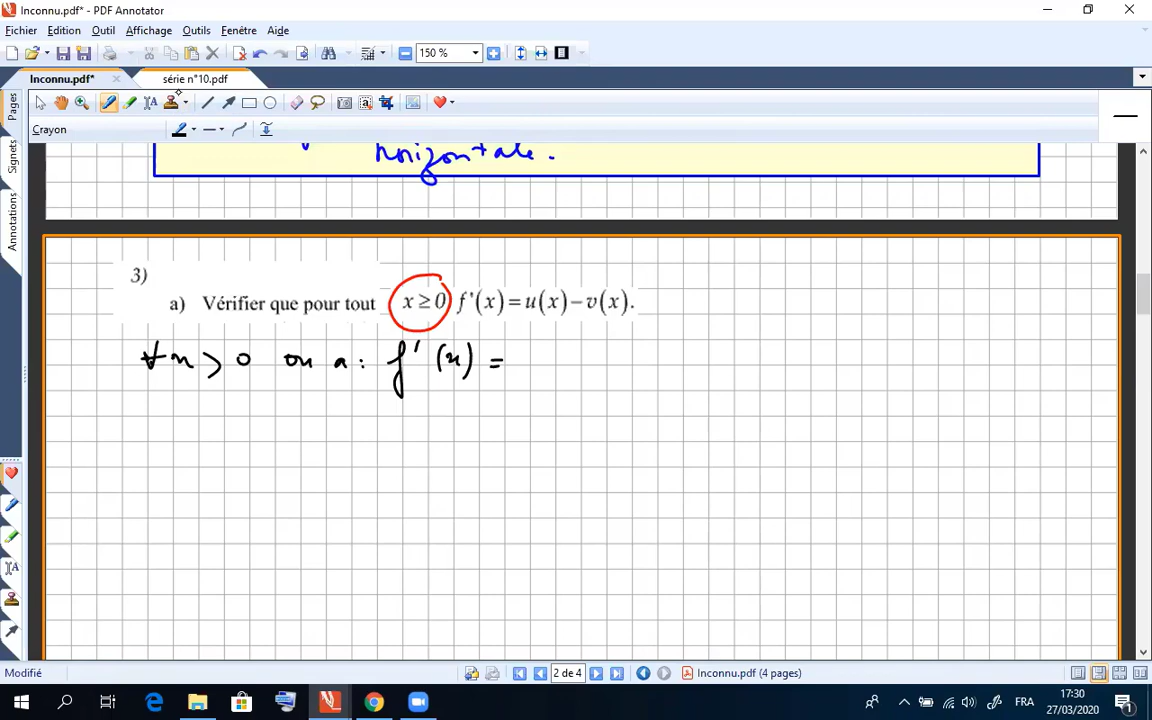 Inconnu.pdf* - PDF Annotator
Fichier Edition Outil Affichage Outils Fenêtre Aide
150 %
Inconnu.pdf* série n°10.pdf
Crayon
Pages
Signets
Annotations
horizontale.
3)
a) Vérifier que pour tout x ≥ 0 f'(x) = u(x) − v(x).
∀x > 0 on a : f'(x) =
Modifié
2 de 4
Inconnu.pdf (4 pages)
FRA
17:30
27/03/2020
1